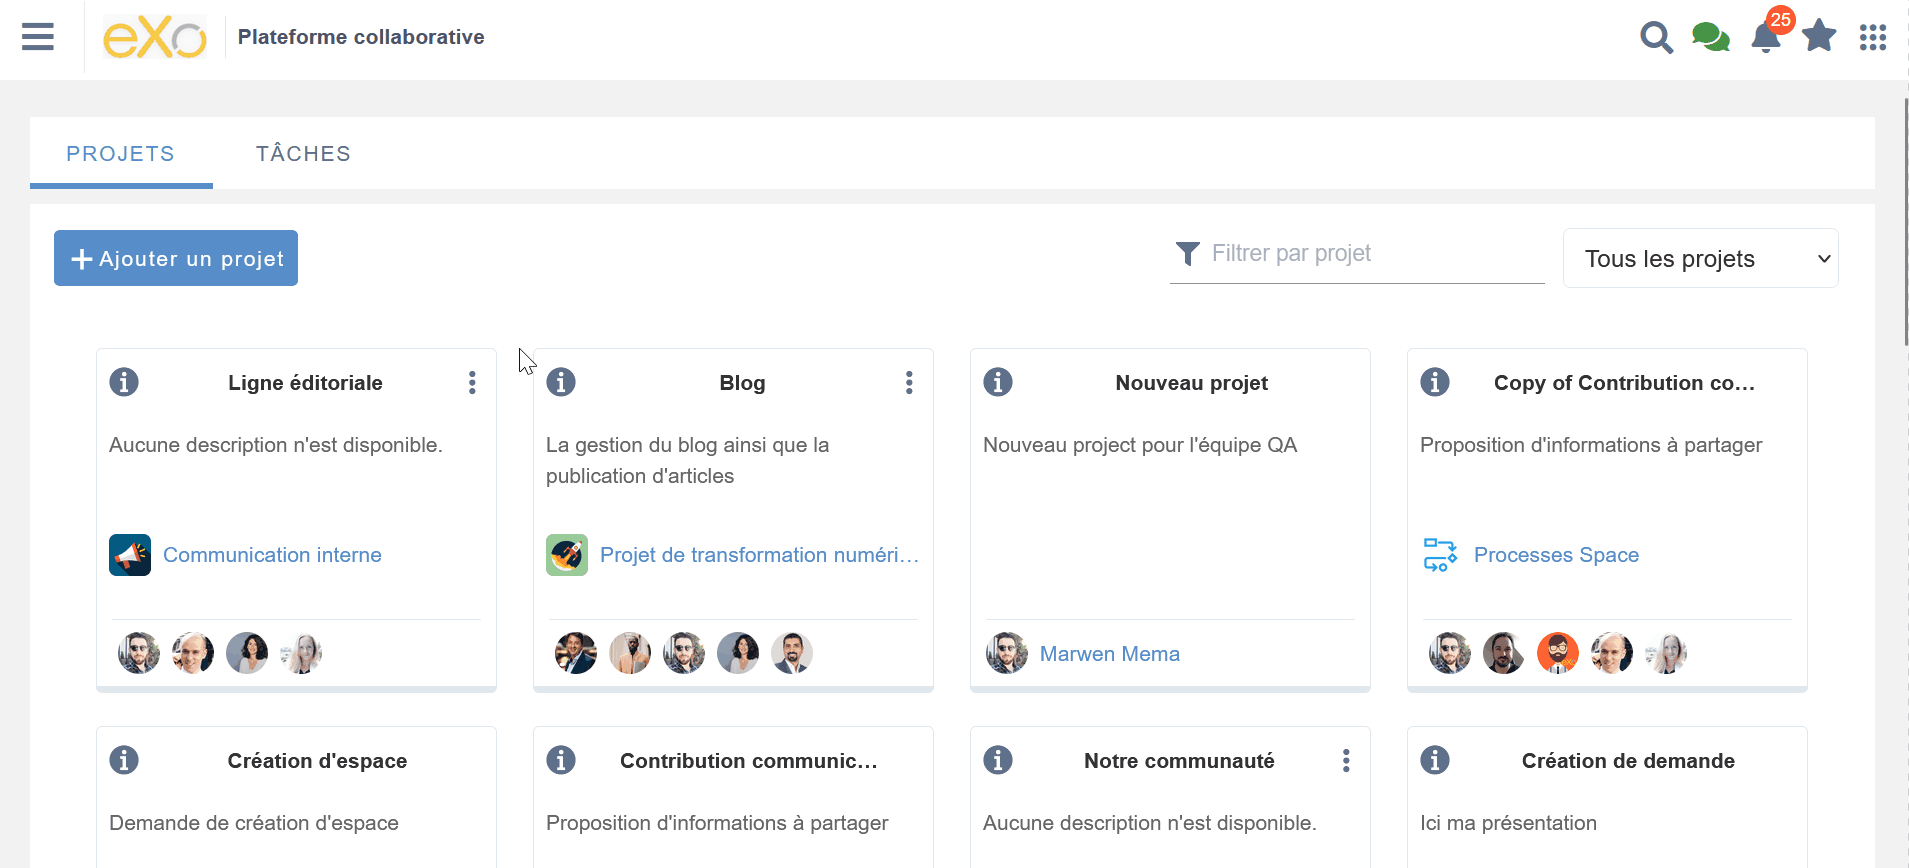 eXo
Plateforme collaborative
25
PROJETS
TÂCHES
Ajouter un projet
Filtrer par projet
Tous les projets
Ligne éditoriale
Aucune description n'est disponible.
Communication interne
Blog
La gestion du blog ainsi que la
publication d'articles
Projet de transformation numéri...
Nouveau projet
Nouveau project pour l'équipe QA
Marwen Mema
Copy of Contribution co...
Proposition d'informations à partager
Processes Space
Création d'espace
Demande de création d'espace
Contribution communic...
Proposition d'informations à partager
Notre communauté
Aucune description n'est disponible.
Création de demande
Ici ma présentation